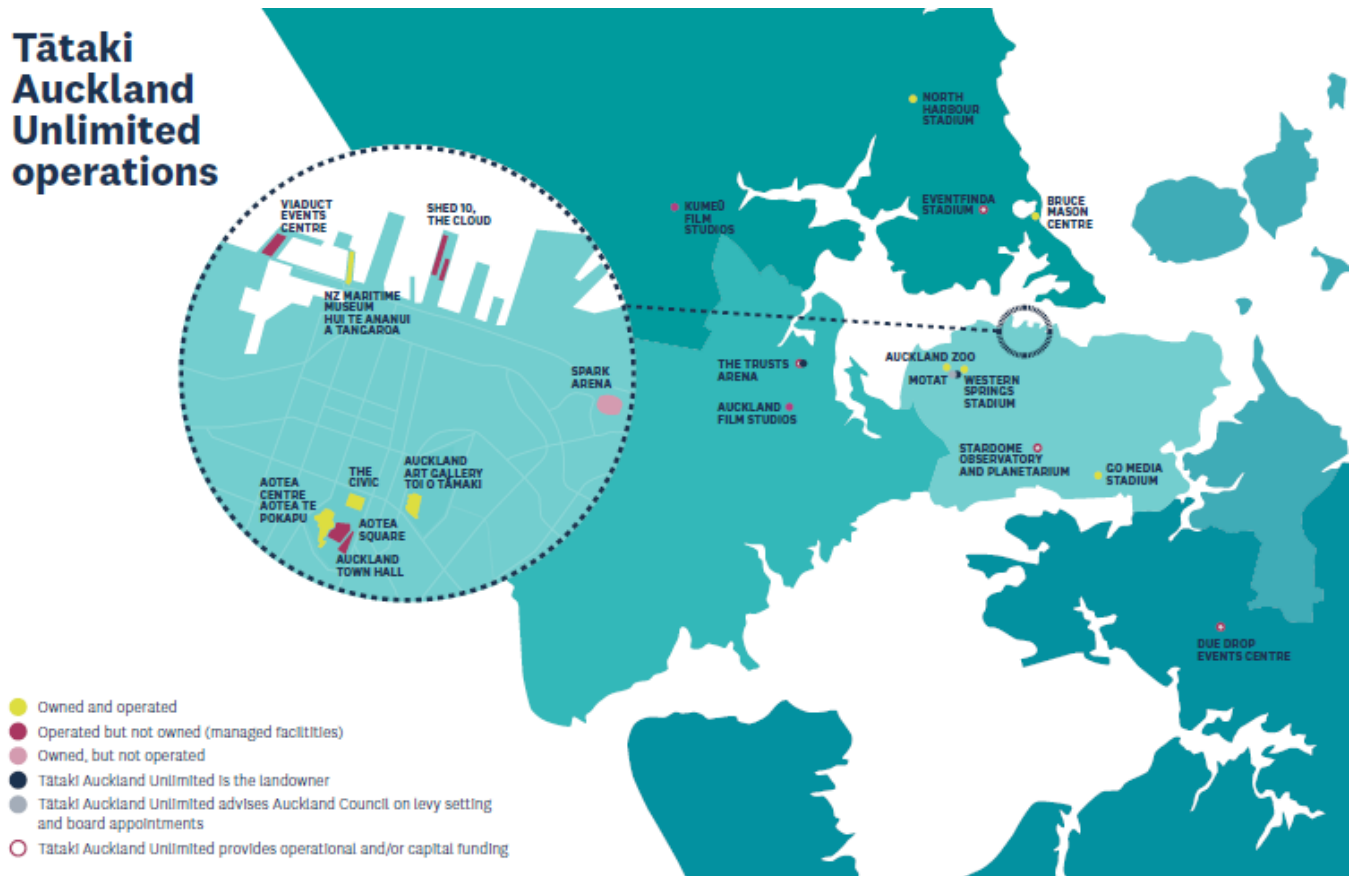 Tātaki
Auckland
Unlimited
operations
NORTH
HARBOUR
STADIUM
KUMEŪ
FILM
STUDIOS
EVENTFINDA
STADIUM
BRUCE
MASON
CENTRE
VIADUCT
EVENTS
CENTRE
SHED 10,
THE CLOUD
NZ MARITIME
MUSEUM
HUI TE ANANUI
A TANGAROA
SPARK
ARENA
AUCKLAND
ART GALLERY
TOI O TĀMAKI
THE
CIVIC
AOTEA
CENTRE
AOTEA TE
POKAPU
AOTEA
SQUARE
AUCKLAND
TOWN HALL
THE TRUSTS
ARENA
AUCKLAND
FILM STUDIOS
AUCKLAND ZOO
MOTAT
WESTERN
SPRINGS
STADIUM
STARDOME
OBSERVATORY
AND PLANETARIUM
GO MEDIA
STADIUM
DUE DROP
EVENTS CENTRE
Owned and operated
Operated but not owned (managed faciltities)
Owned, but not operated
Tātaki Auckland Unlimited is the landowner
Tātaki Auckland Unlimited advises Auckland Council on levy setting
and board appointments
Tātaki Auckland Unlimited provides operational and/or capital funding